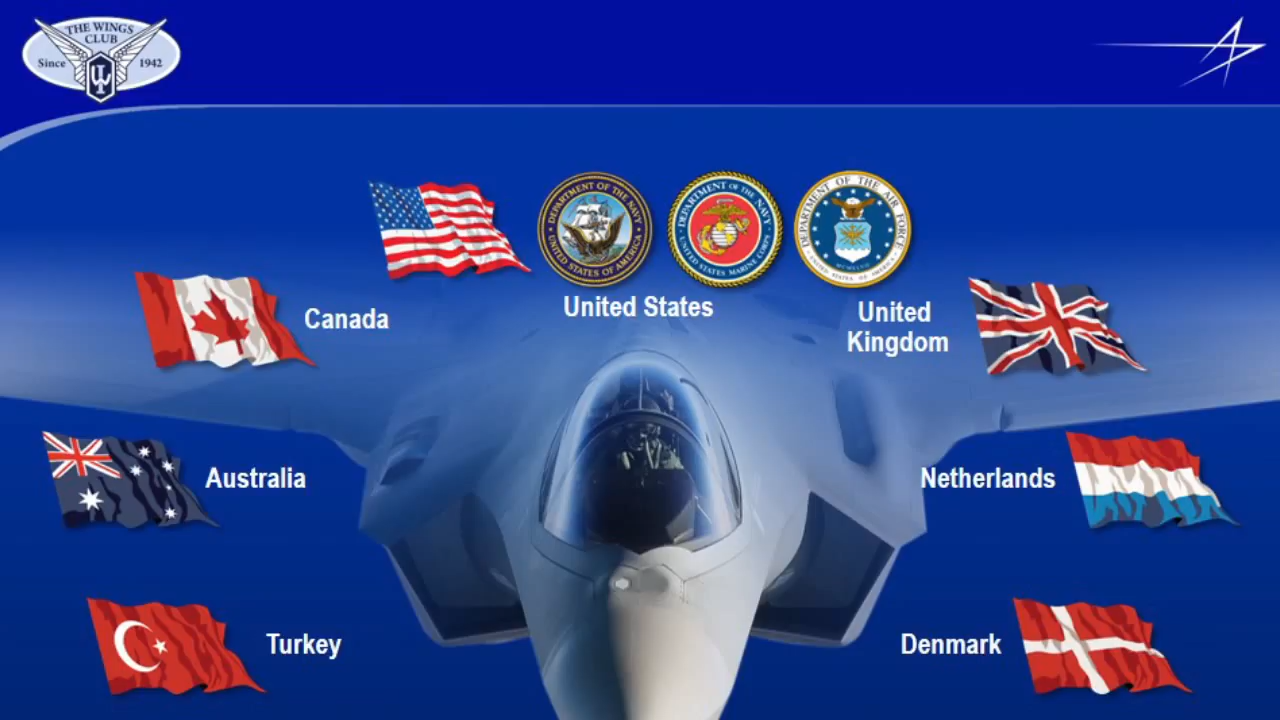 THE WINGS
CLUB
Since 1942
DEPARTMENT OF THE NAVY
UNITED STATES OF AMERICA
DEPARTMENT OF THE NAVY
UNITED STATES MARINE CORPS
DEPARTMENT OF THE AIR FORCE
UNITED STATES OF AMERICA
United States
Canada
United
Kingdom
Australia
Netherlands
Turkey
Denmark